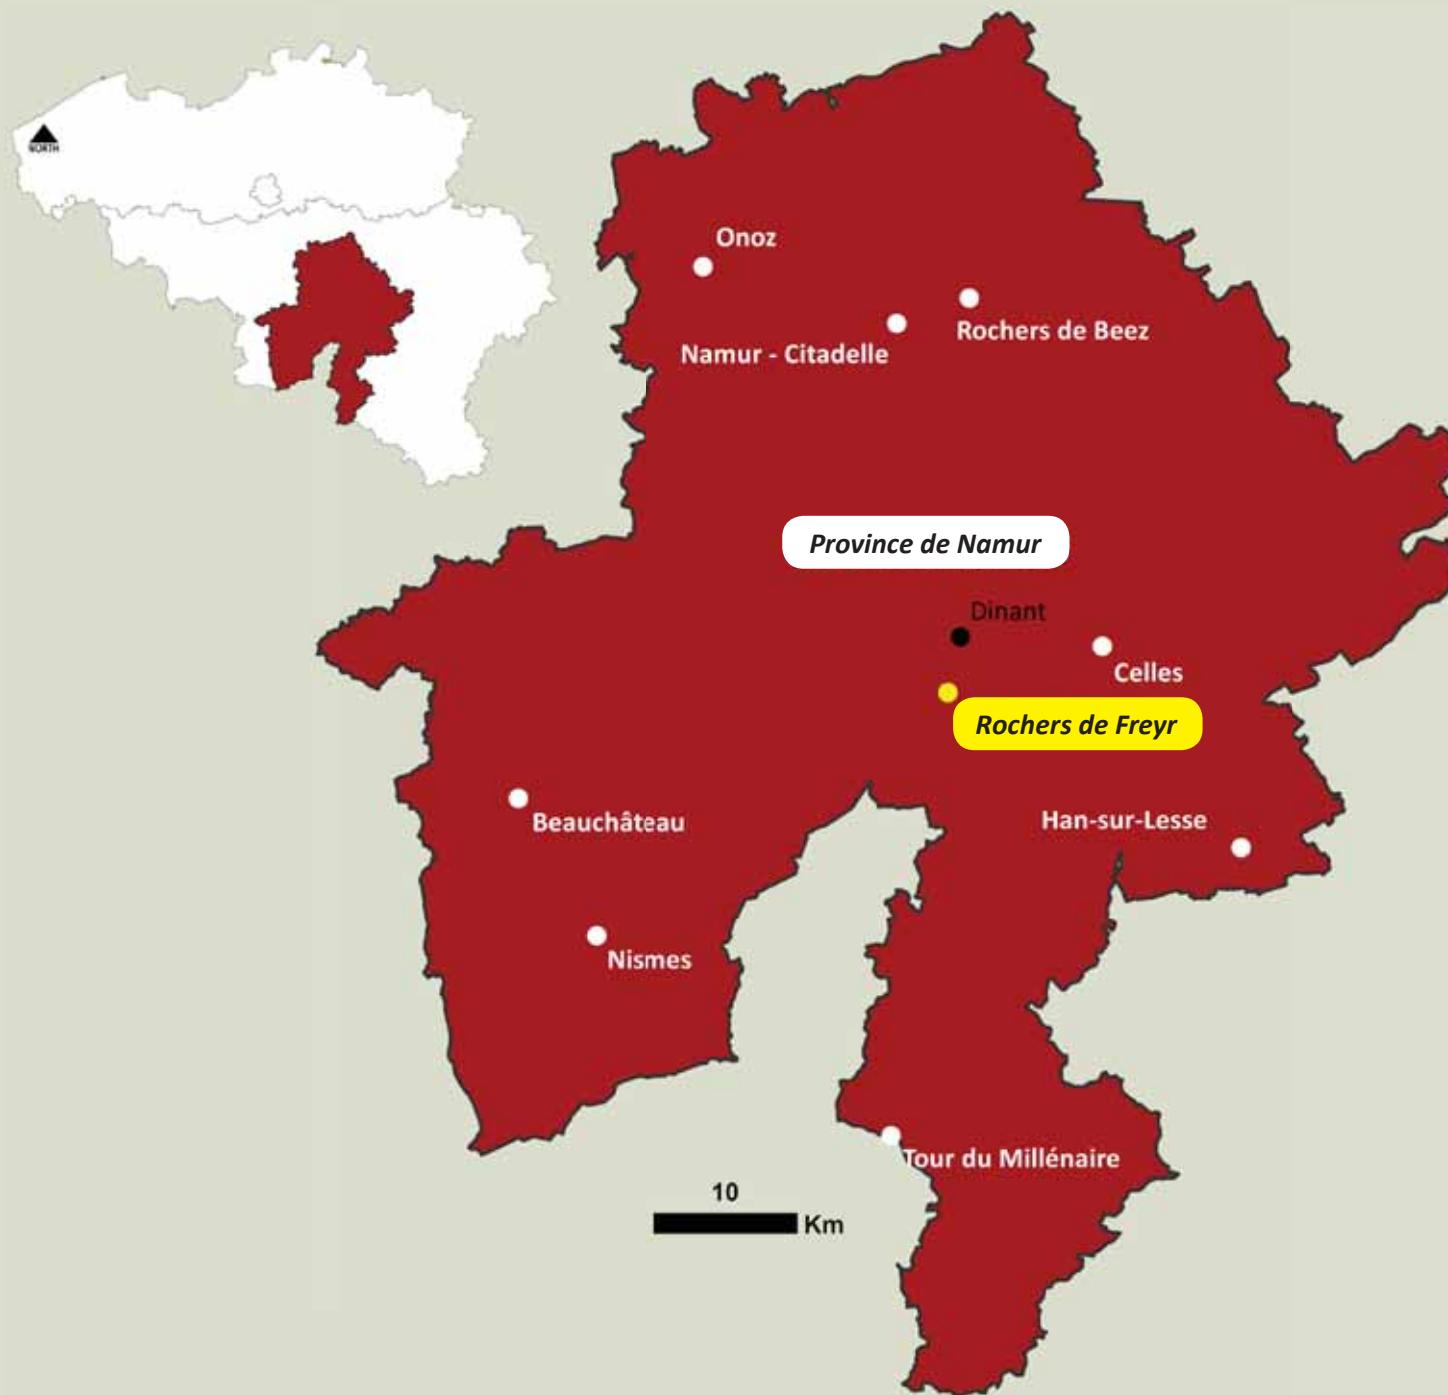 NORTH
Onoz
Rochers de Beez
Namur - Citadelle
Province de Namur
Dinant
Celles
Rochers de Freyr
Beauchâteau
Han-sur-Lesse
Nismes
Tour du Millénaire
10
Km